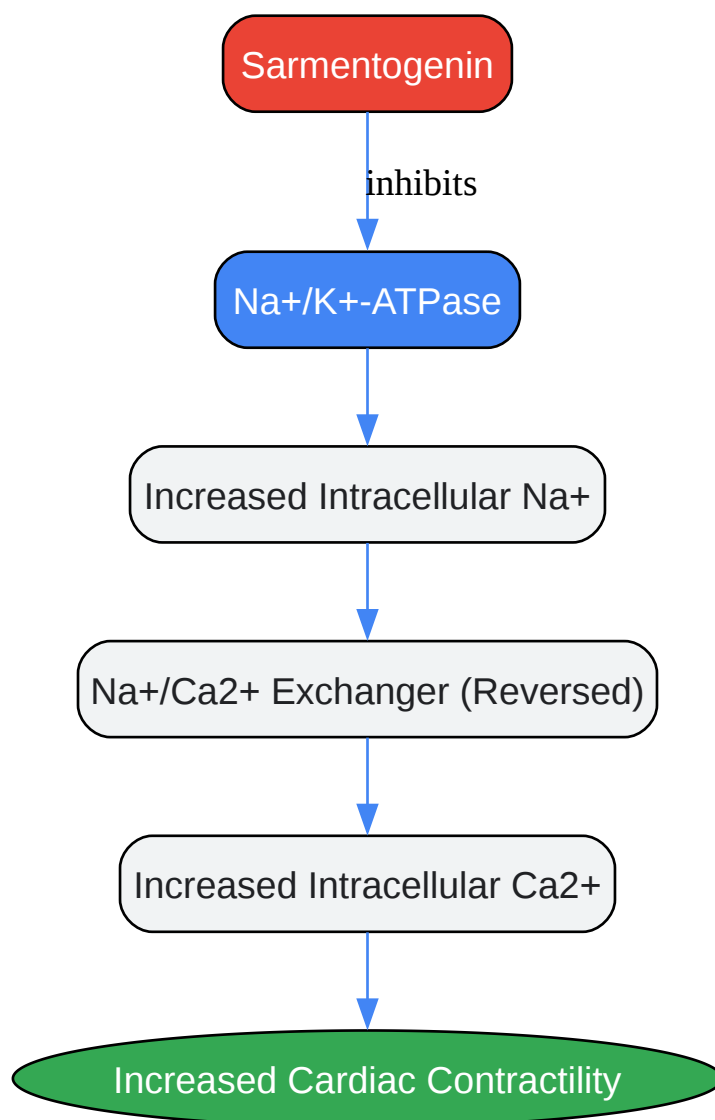 Sarmentogenin
inhibits
Na+/K+-ATPase
Increased Intracellular Na+
Na+/Ca2+ Exchanger (Reversed)
Increased Intracellular Ca2+
Increased Cardiac Contractility